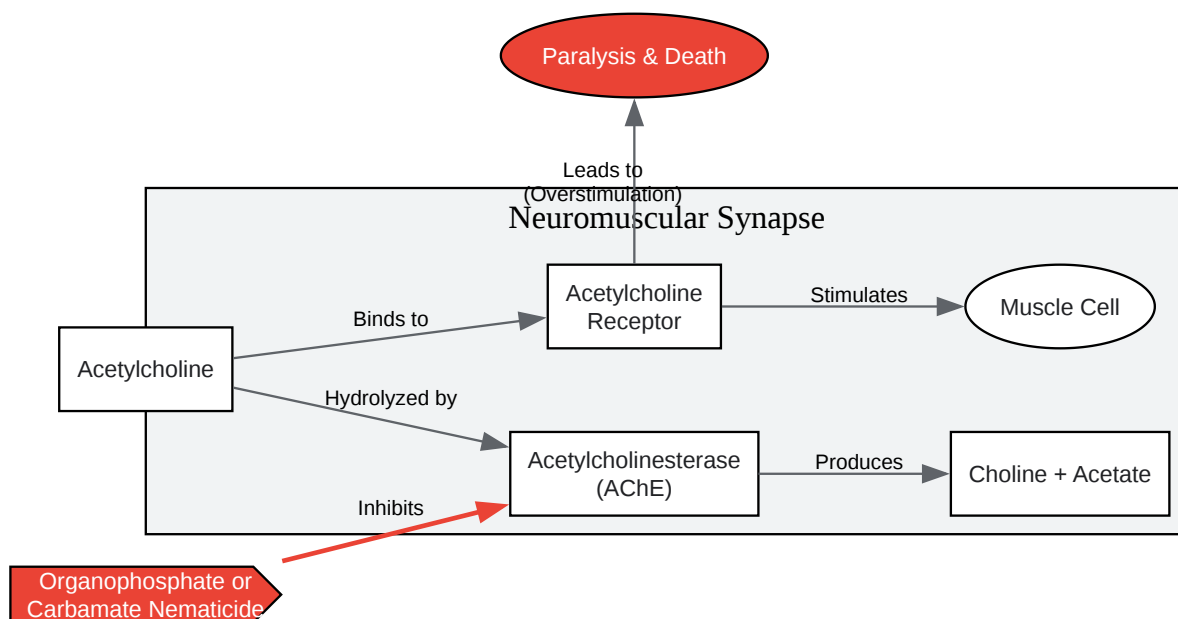 Paralysis & Death
Leads to
(Overstimulation)
Neuromuscular Synapse
Acetylcholine
Receptor
Stimulates
Muscle Cell
Binds to
Acetylcholine
Hydrolyzed by
Acetylcholinesterase
(AChE)
Produces
Choline + Acetate
Inhibits
Organophosphate or
Carbamate Nematicide